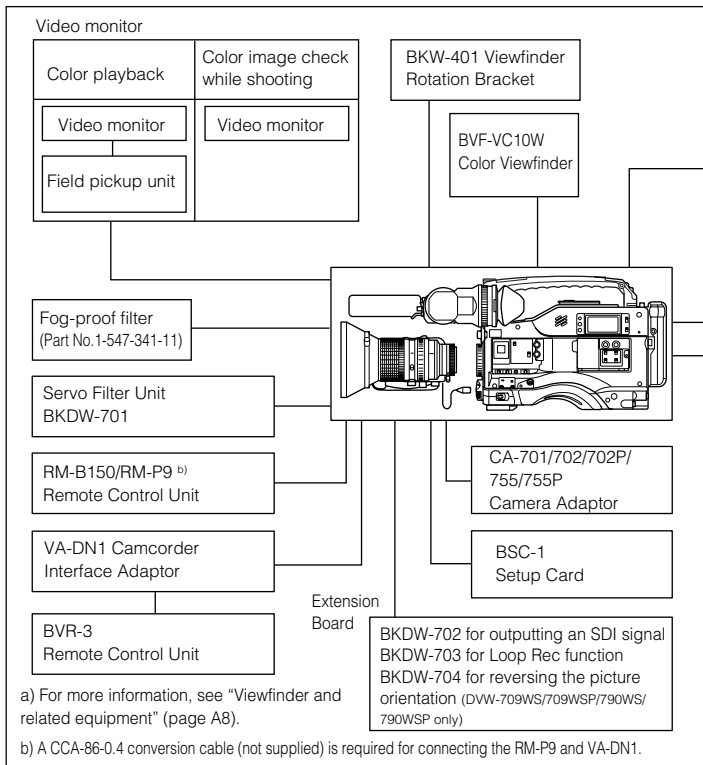 Video monitor
Color playback
Color image check
while shooting
Video monitor
Field pickup unit
Video monitor
BKW-401 Viewfinder
Rotation Bracket
BVF-VC10W
Color Viewfinder
Fog-proof filter
(Part No.1-547-341-11)
Servo Filter Unit
BKDW-701
RM-B150/RM-P9 b)
Remote Control Unit
VA-DN1 Camcorder
Interface Adaptor
BVR-3
Remote Control Unit
CA-701/702/702P/
755/755P
Camera Adaptor
BSC-1
Setup Card
Extension
Board
BKDW-702 for outputting an SDI signal
BKDW-703 for Loop Rec function
BKDW-704 for reversing the picture
orientation (DVW-709WS/709WSP/790WS/
790WSP only)
a) For more information, see “Viewfinder and
related equipment” (page A8).
b) A CCA-86-0.4 conversion cable (not supplied) is required for connecting the RM-P9 and VA-DN1.